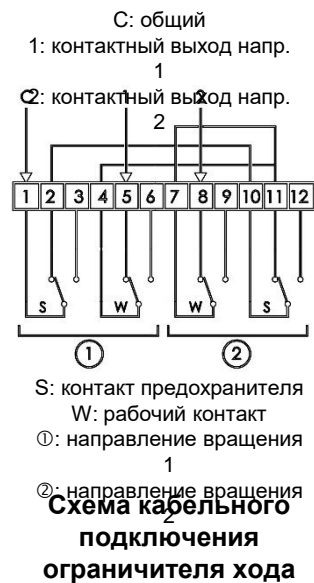 С: общий
1: контактный выход напр.
1
2: контактный выход напр.
2
C 1 2
1 2 3 4 5 6 7 8 9 10 11 12
S W W S
① ②
S: контакт предохранителя
W: рабочий контакт
①: направление вращения
1
②: направление вращения
2
Схема кабельного
подключения
ограничителя хода